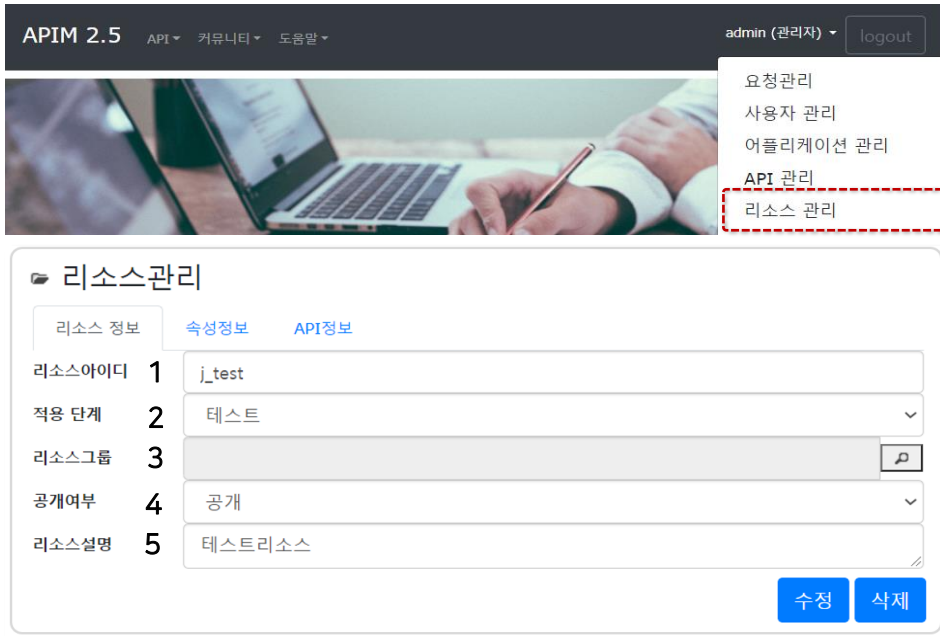 APIM 2.5 API 커뮤니티 도움말 admin (관리자) logout
요청관리
사용자 관리
어플리케이션 관리
API 관리
리소스 관리
리소스관리
리소스 정보 속성정보 API정보
리소스아이디 1 j_test
적용 단계 2 테스트
리소스그룹 3
공개여부 4 공개
리소스설명 5 테스트리소스
수정 삭제